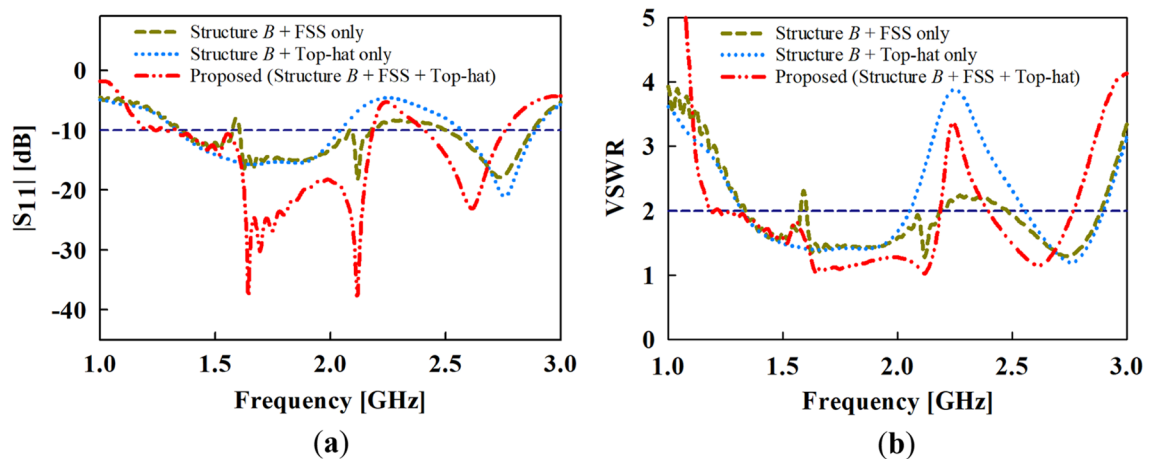 Structure B + FSS only
Structure B + Top-hat only
Proposed (Structure B + FSS + Top-hat)
0
-10
-20
-30
-40
|S11| [dB]
1.0 1.5 2.0 2.5 3.0
Frequency [GHz]
(a)
Structure B + FSS only
Structure B + Top-hat only
Proposed (Structure B + FSS + Top-hat)
5
4
3
2
1
0
VSWR
1.0 1.5 2.0 2.5 3.0
Frequency [GHz]
(b)